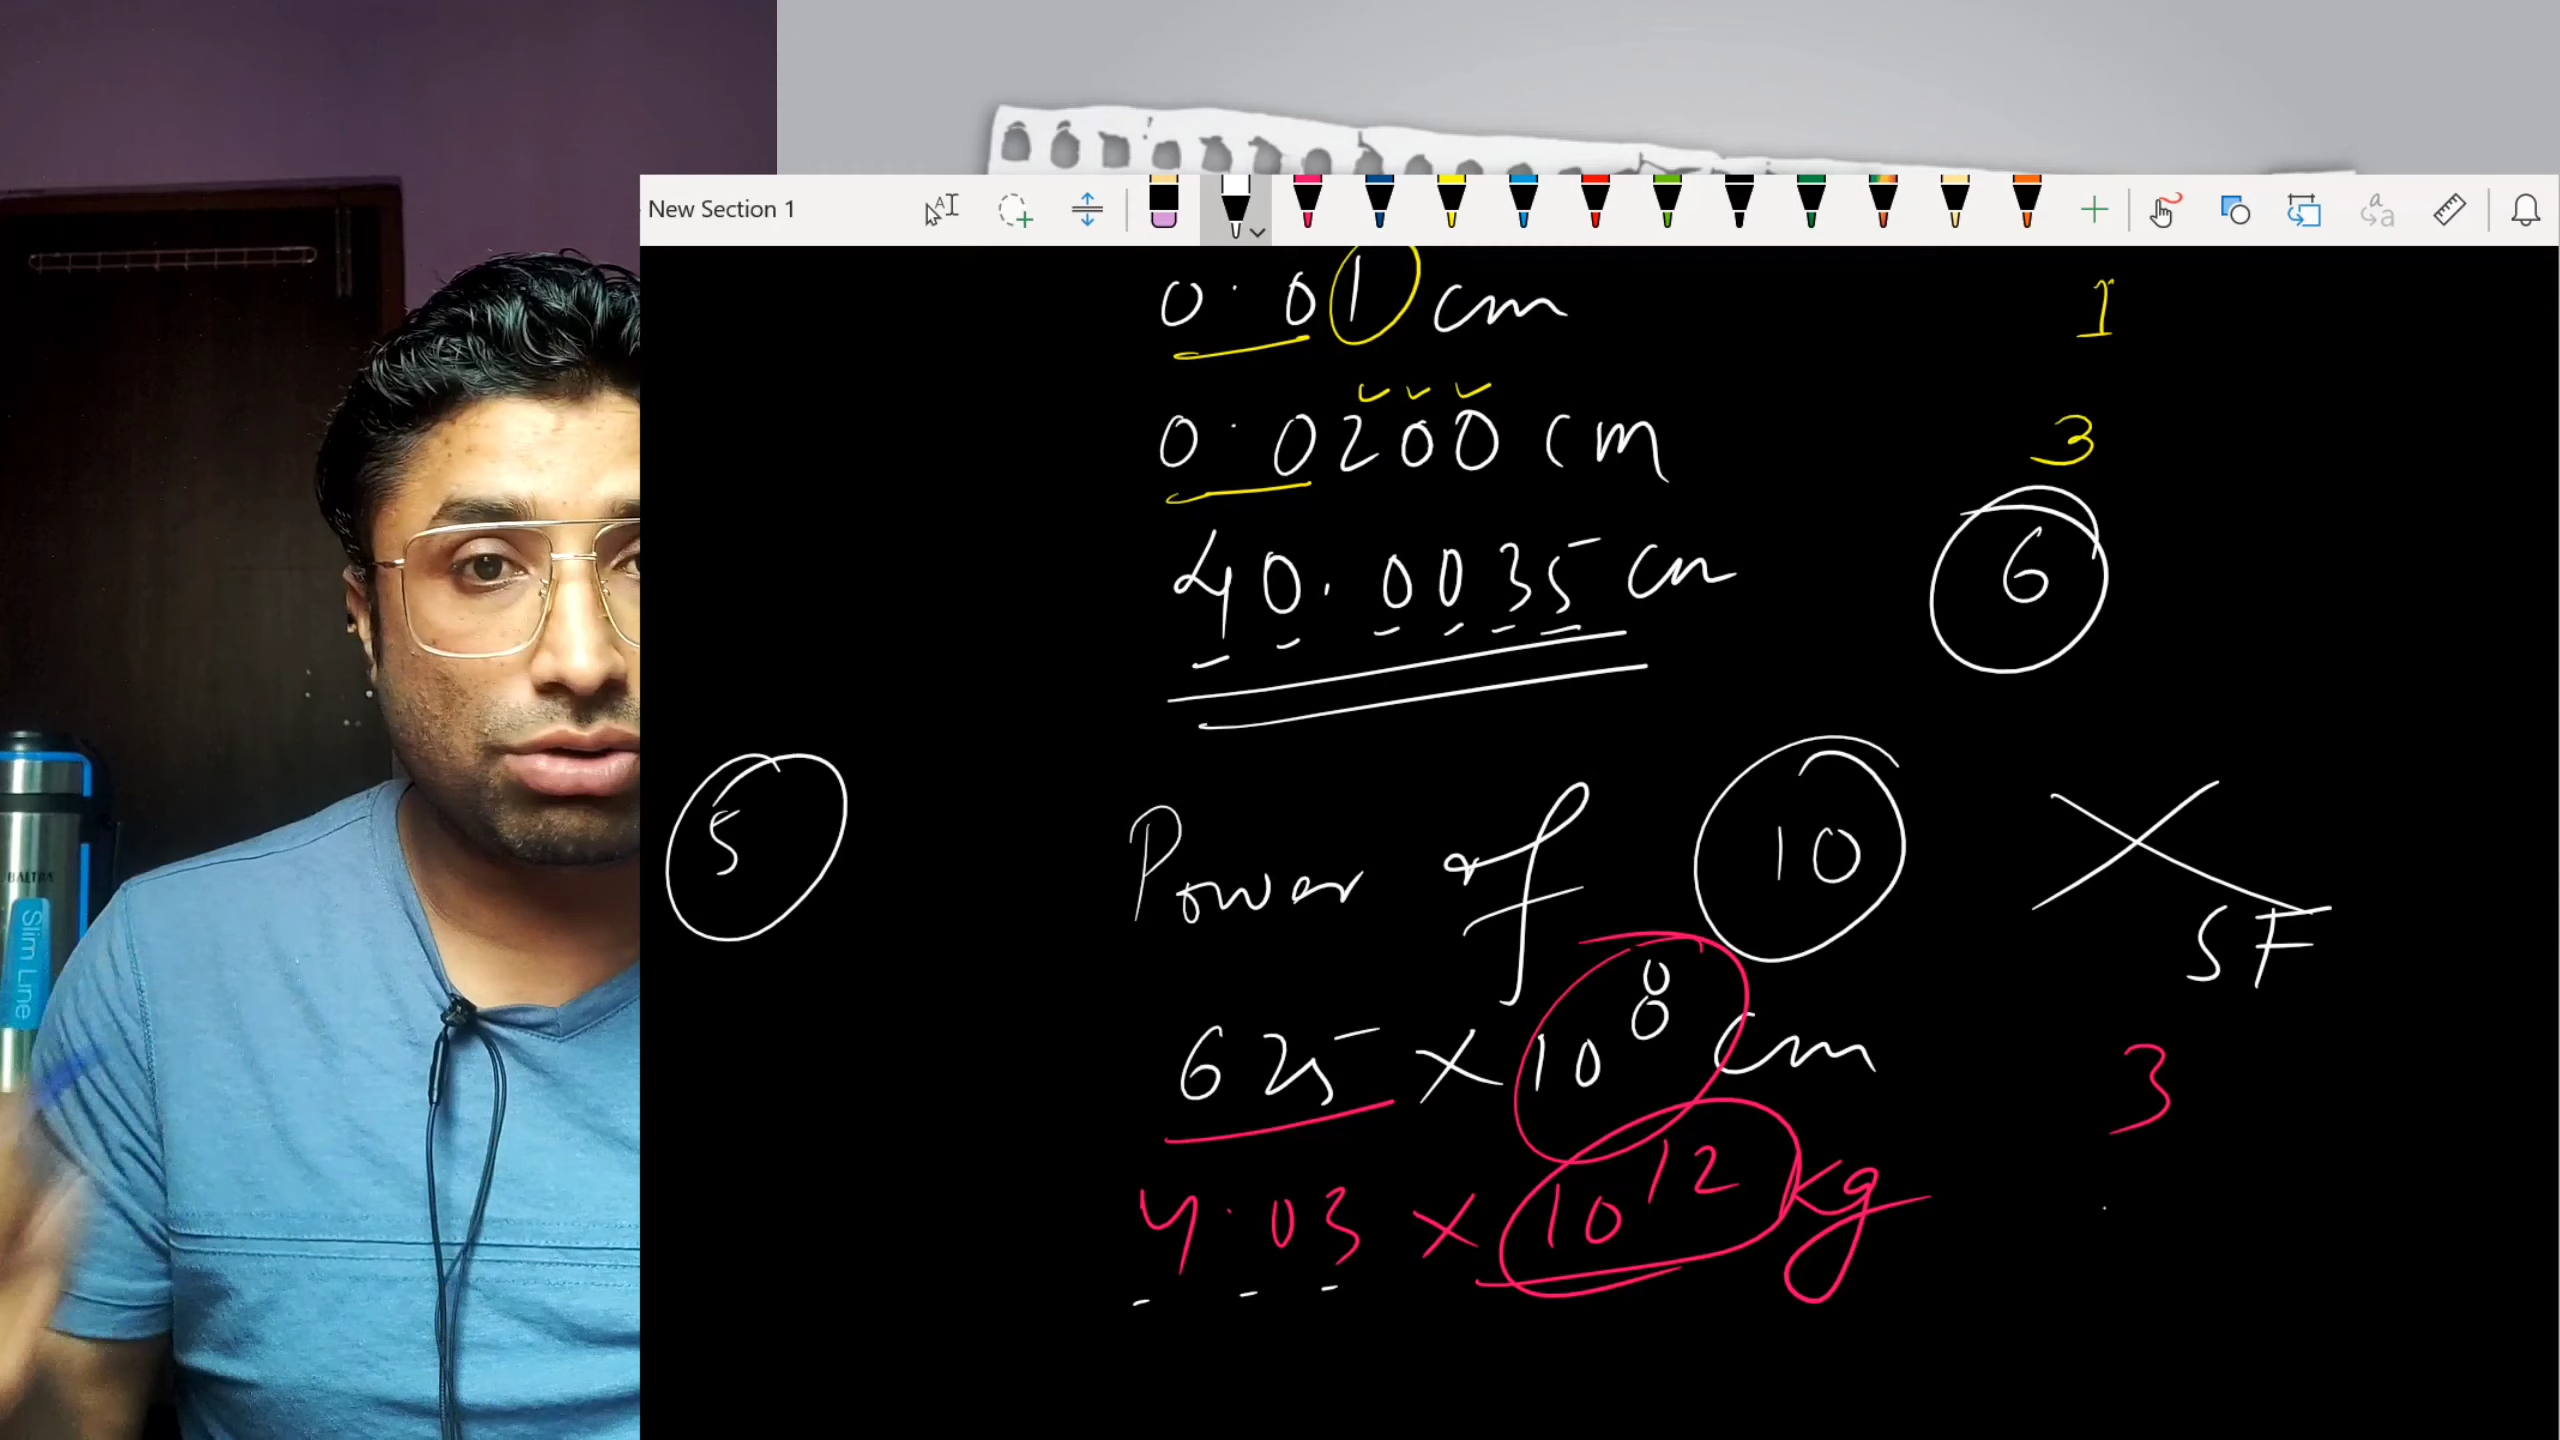 New Section 1
0.01 cm 1
0.0200 cm 3
40.0035 cm 6
5 Power of 10 X SF
625 × 10⁸ cm 3
4.03 × 10¹² kg
BALTRA
Slim Line